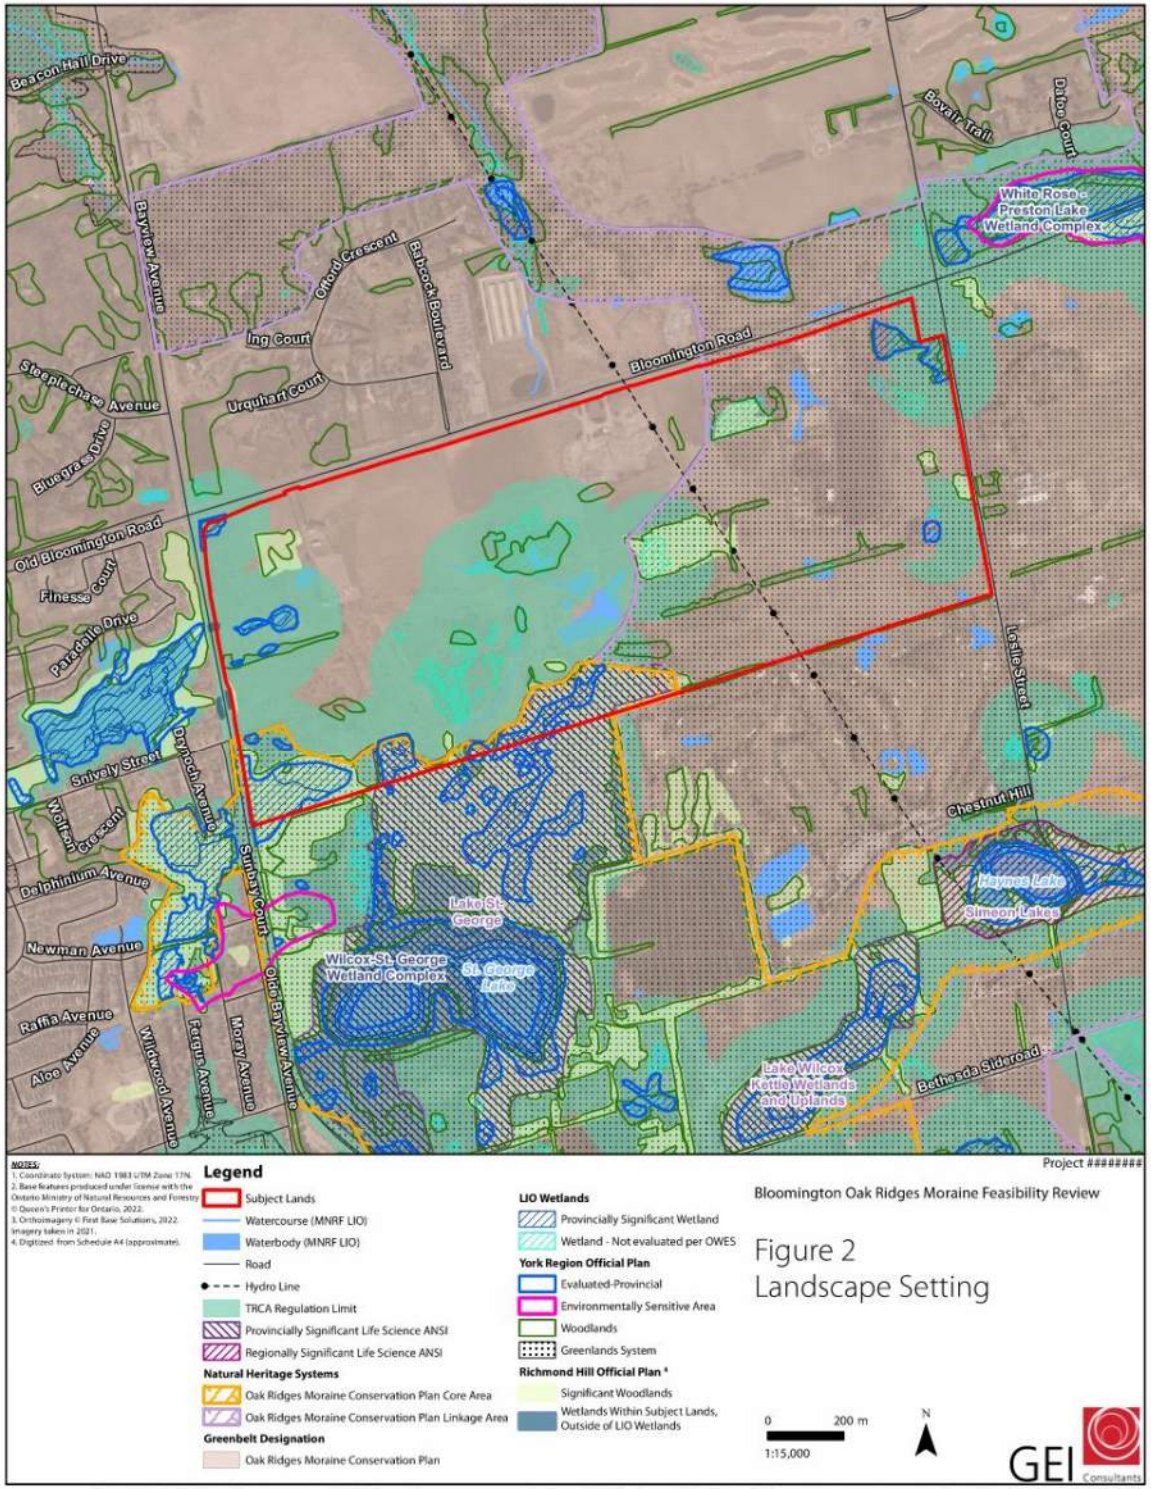 Beacon Hall Drive
Bovair Trail
Dafoe Court
White Rose -
Preston Lake
Wetland Complex
Bayview Avenue
Offord Crescent
Babcock Boulevard
Ing Court
Bloomington Road
Steeplechase Avenue
Urquhart Court
Bluegrass Drive
Old Bloomington Road
Finesse Court
Paradelle Drive
Leslie Street
Snively Street
Drynoch Avenue
Wolfson Crescent
Chestnut Hill
Delphinium Avenue
Sunbay Court
Haynes Lake
Simeon Lakes
Lake St.
George
Newman Avenue
Wilcox-St. George
Wetland Complex
St. George
Lake
Olde Bayview Avenue
Raffia Avenue
Aloe Avenue
Wildwood Avenue
Fergus Avenue
Moray Avenue
Lake Wilcox
Kettle Wetlands
and Uplands
Bethesda Sideroad
NOTES:
1. Coordinate System: NAD 1983 UTM Zone 17N.
2. Base features produced under license with the
Ontario Ministry of Natural Resources and Forestry
© Queen's Printer for Ontario, 2022.
3. Orthoimagery © First Base Solutions, 2022.
Imagery taken in 2021.
4. Digitized from Schedule A4 (approximate).
Legend
Subject Lands
Watercourse (MNRF LIO)
Waterbody (MNRF LIO)
Road
Hydro Line
TRCA Regulation Limit
Provincially Significant Life Science ANSI
Regionally Significant Life Science ANSI
Natural Heritage Systems
Oak Ridges Moraine Conservation Plan Core Area
Oak Ridges Moraine Conservation Plan Linkage Area
Greenbelt Designation
Oak Ridges Moraine Conservation Plan
LIO Wetlands
Provincially Significant Wetland
Wetland - Not evaluated per OWES
York Region Official Plan
Evaluated-Provincial
Environmentally Sensitive Area
Woodlands
Greenlands System
Richmond Hill Official Plan 4
Significant Woodlands
Wetlands Within Subject Lands,
Outside of LIO Wetlands
Project ########
Bloomington Oak Ridges Moraine Feasibility Review
Figure 2
Landscape Setting
0 200 m
1:15,000
N
GEI
Consultants